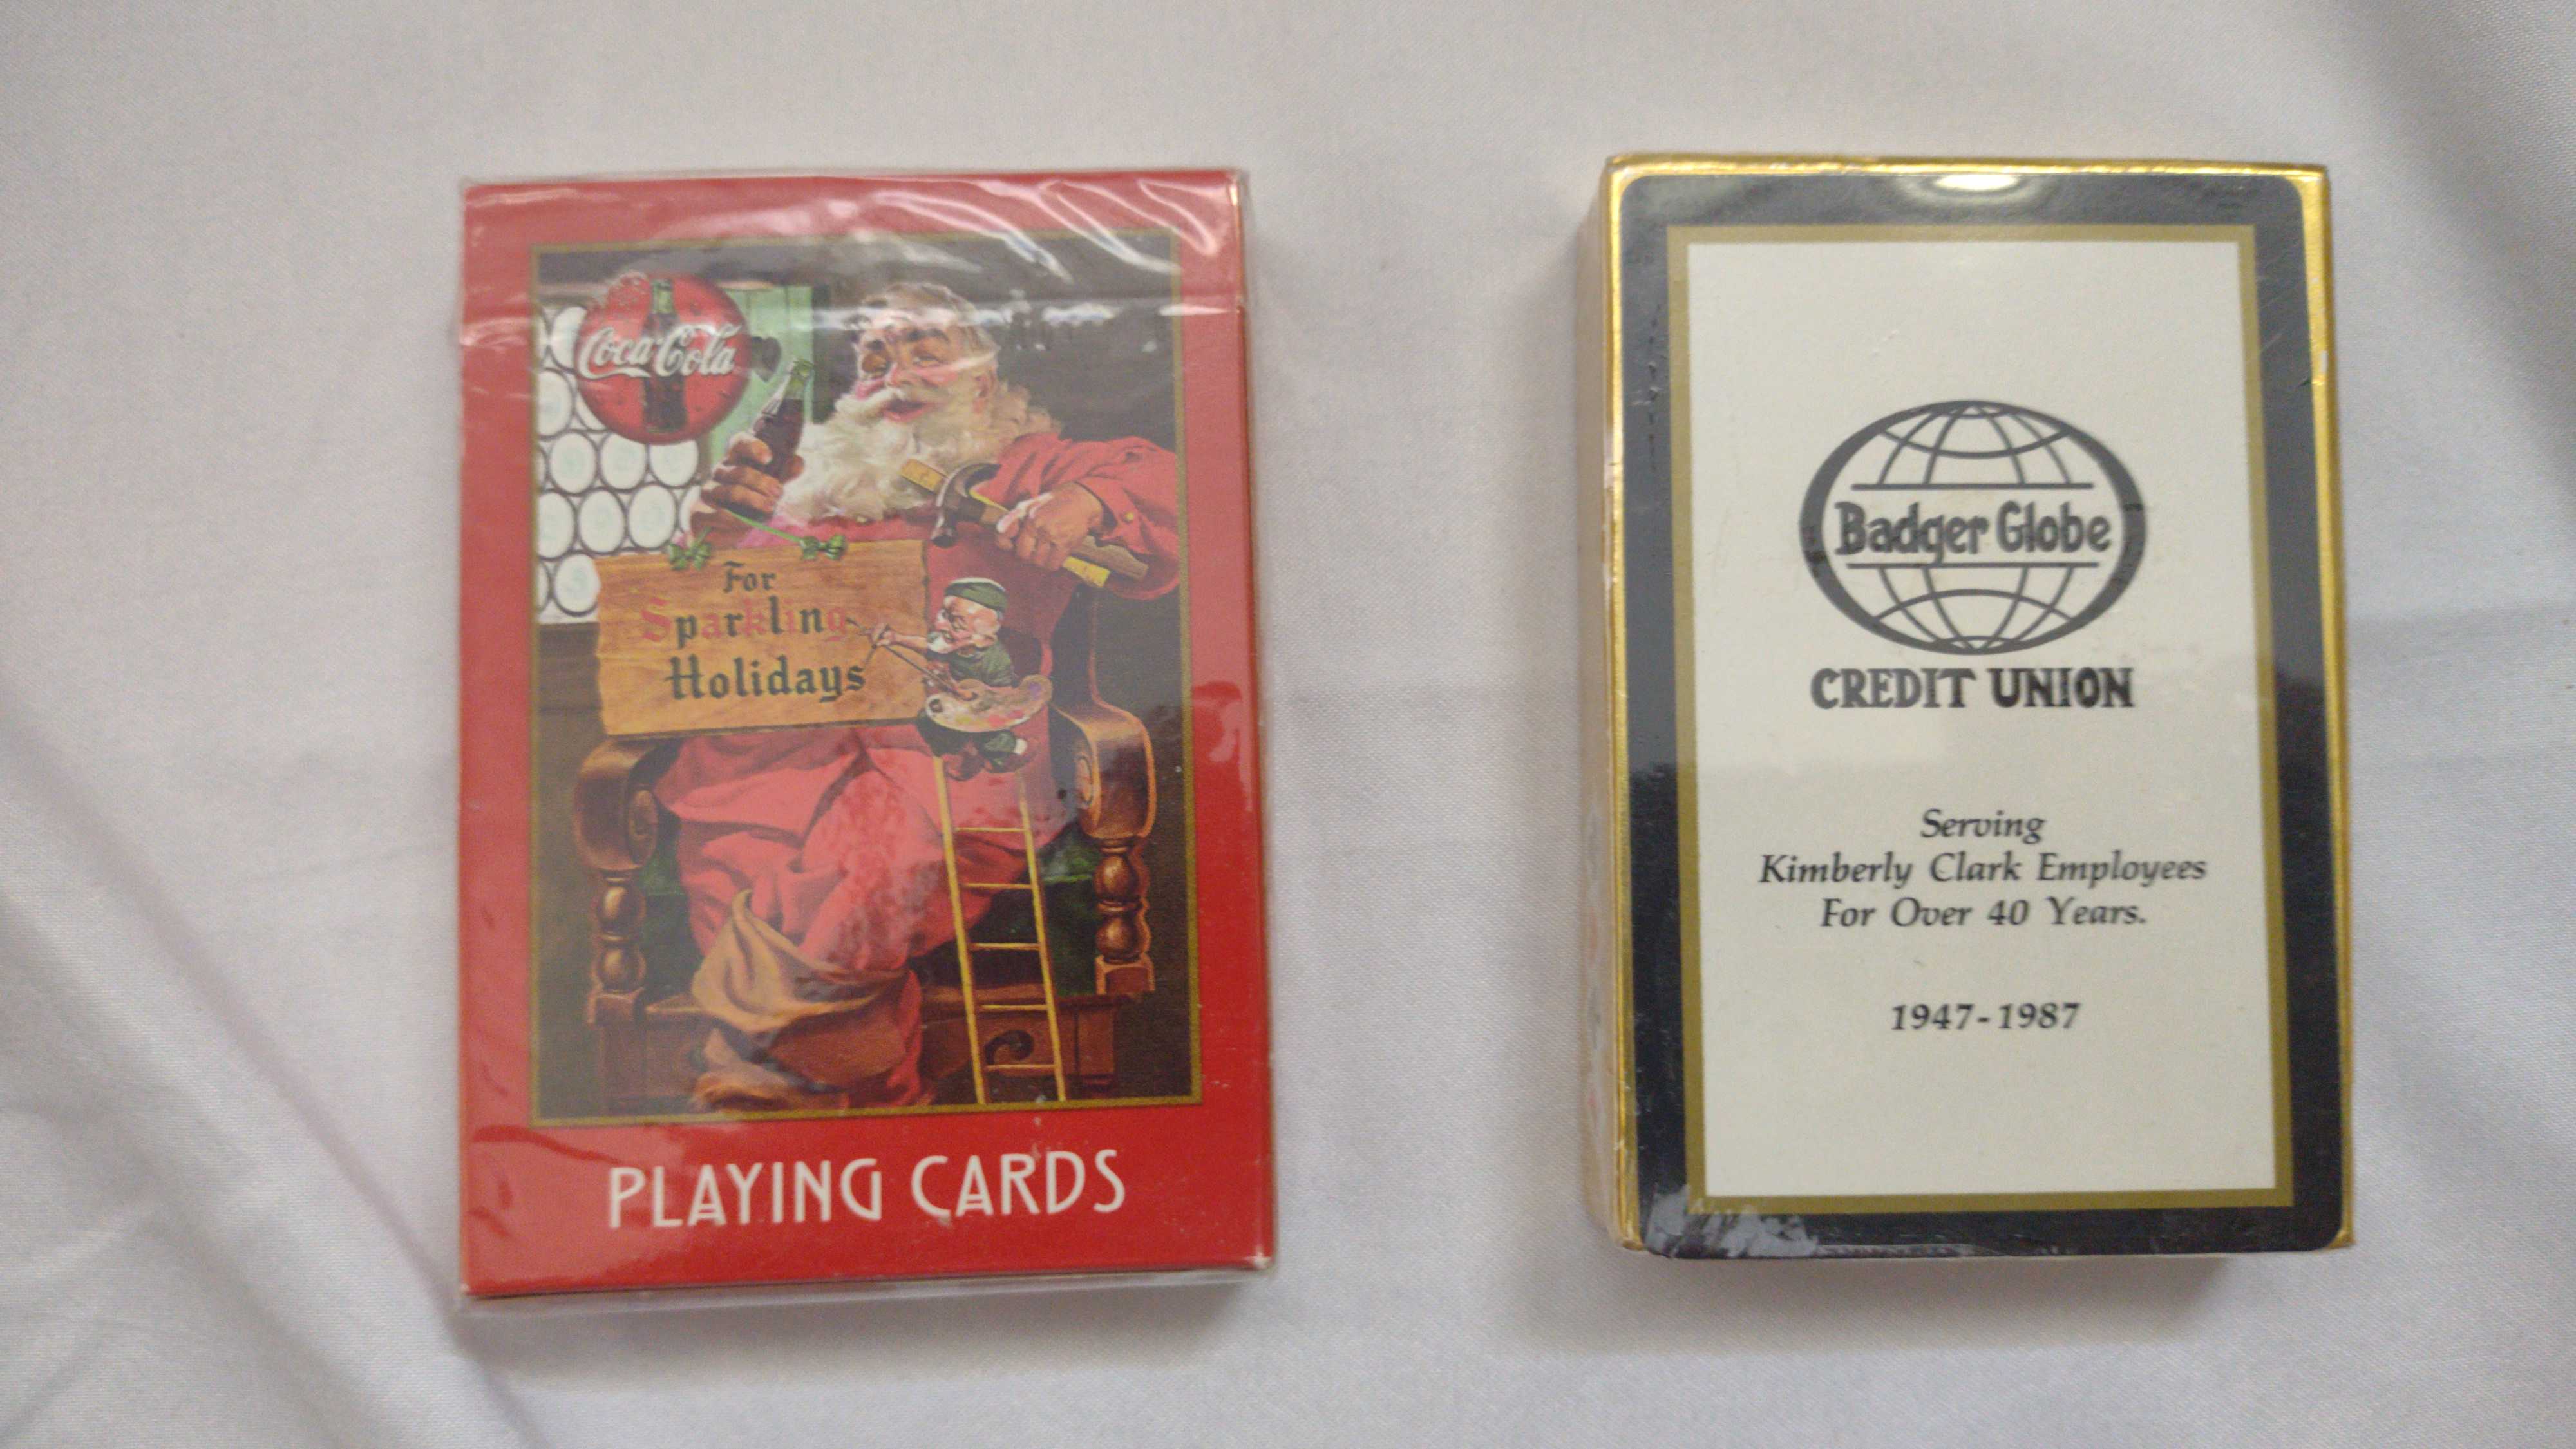 Coca-Cola
For
Sparkling
Holidays
PLAYING CARDS
Badger Globe
CREDIT UNION
Serving
Kimberly Clark Employees
For Over 40 Years.
1947-1987